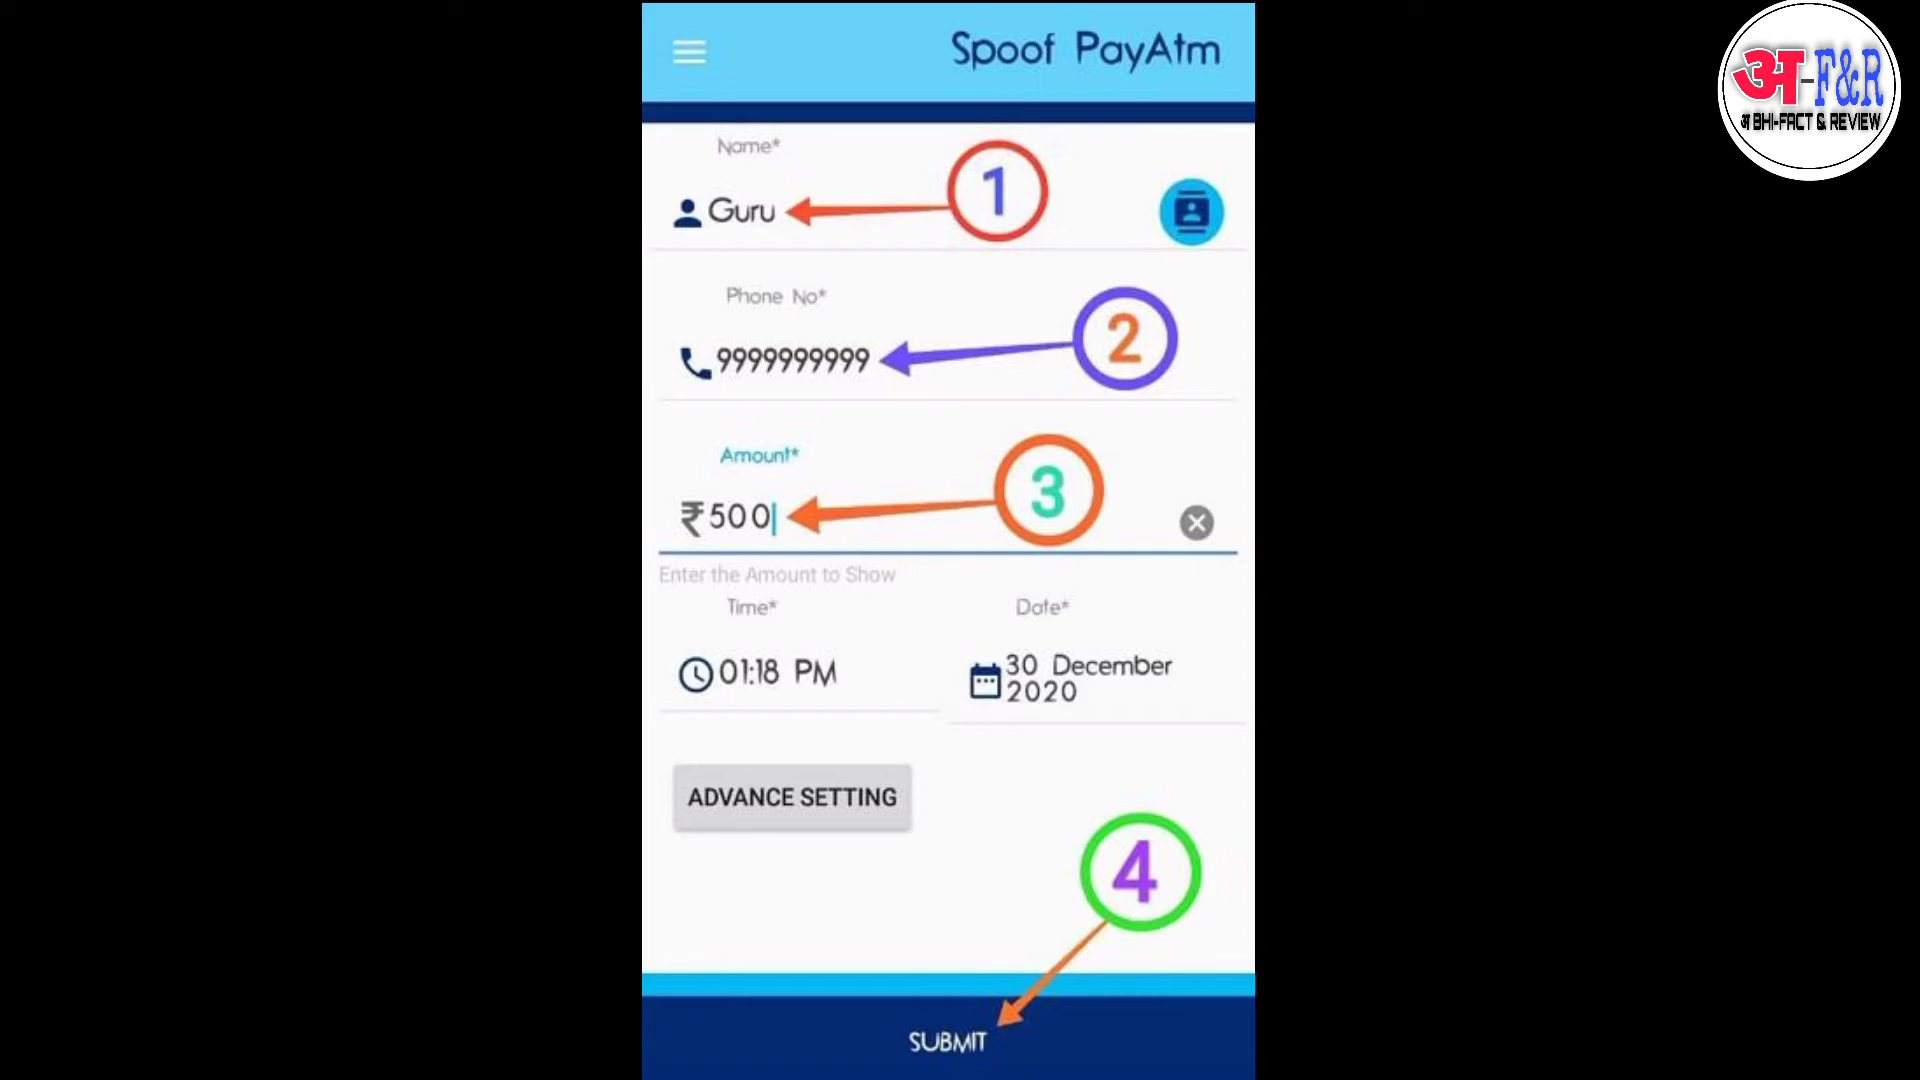 Spoof PayAtm
अ-F&R
अ BHI-FACT & REVIEW
Name*
Guru
1
Phone No*
9999999999
2
Amount*
₹500
3
Enter the Amount to Show
Time*
Date*
01:18 PM
30 December
2020
ADVANCE SETTING
4
SUBMIT